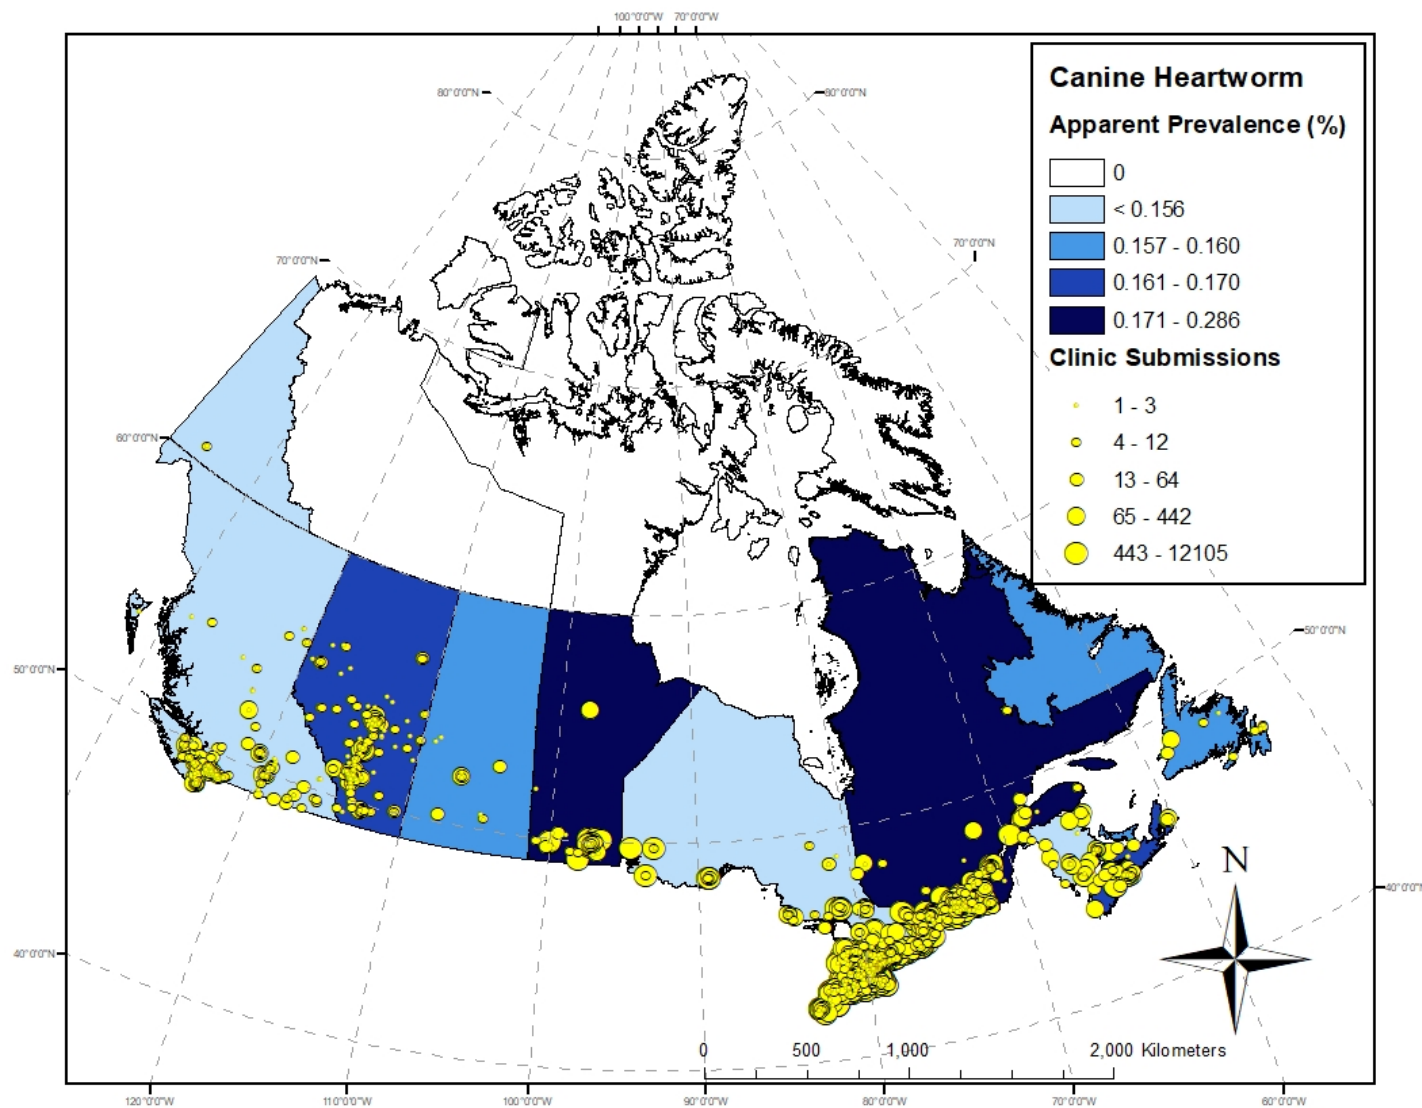 100°0'0"W 70°0'0"W
80°0'0"N
80°0'0"N
70°0'0"N
70°0'0"N
60°0'0"N
50°0'0"N
50°0'0"N
40°0'0"N
40°0'0"N
Canine Heartworm
Apparent Prevalence (%)
0
< 0.156
0.157 - 0.160
0.161 - 0.170
0.171 - 0.286
Clinic Submissions
1 - 3
4 - 12
13 - 64
65 - 442
443 - 12105
N
0 500 1,000 2,000 Kilometers
120°0'0"W 110°0'0"W 100°0'0"W 90°0'0"W 80°0'0"W 70°0'0"W 60°0'0"W